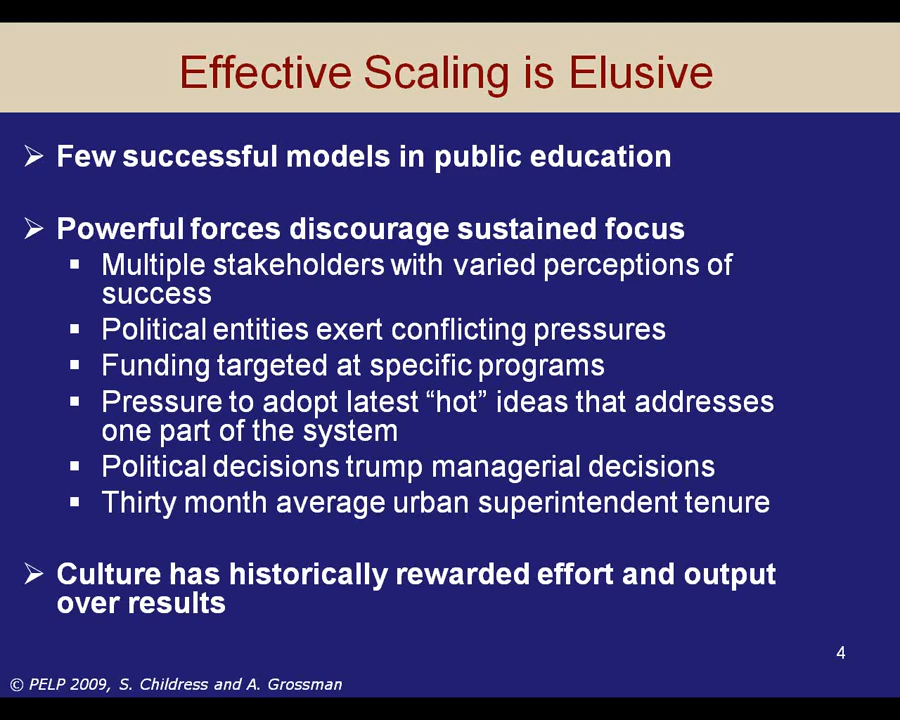 Effective Scaling is Elusive
Few successful models in public education
Powerful forces discourage sustained focus
Multiple stakeholders with varied perceptions of
success
Political entities exert conflicting pressures
Funding targeted at specific programs
Pressure to adopt latest “hot” ideas that addresses
one part of the system
Political decisions trump managerial decisions
Thirty month average urban superintendent tenure
Culture has historically rewarded effort and output
over results
4
© PELP 2009, S. Childress and A. Grossman